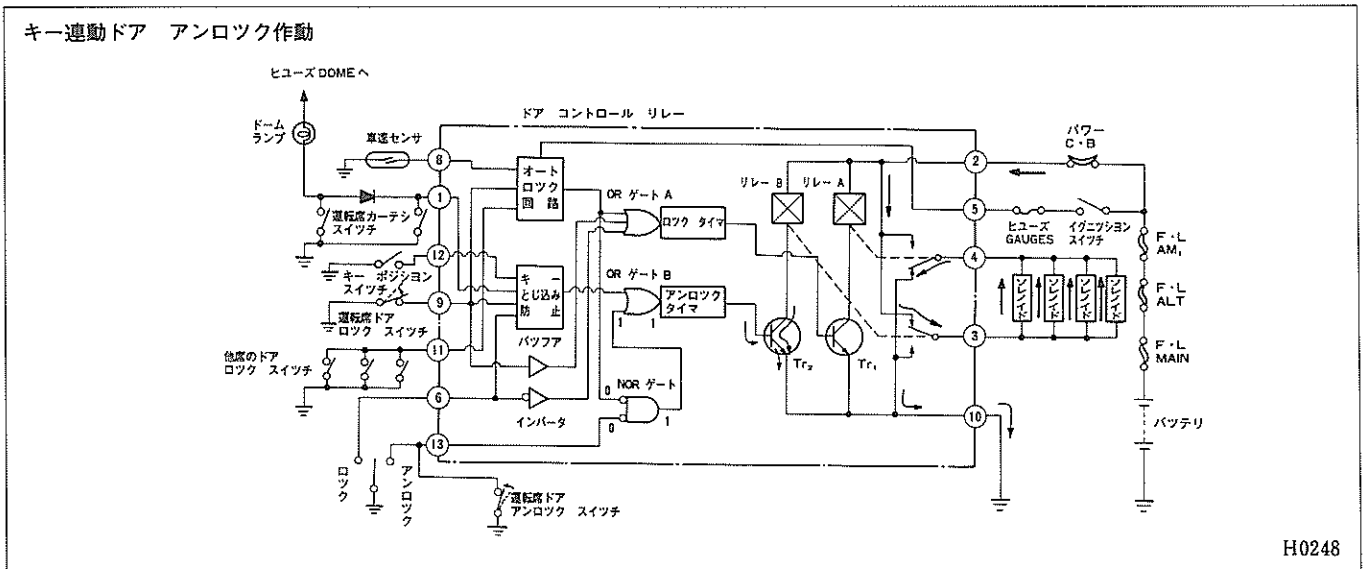 キー連動ドア アンロツク作動
ヒユーズ DOME へ
ドーム
ランプ
車速センサ
ドア コントロール リレー
パワー
C・B
8
オート
ロツク
回路
2
リレー B
リレー A
OR ゲート A
1
ロツク タイマ
5
ヒユーズ
GAUGES
イグニツシヨン
スイツチ
運転席カーテシ
スイツチ
F・L
AM1
12
4
キー ポジシヨン
スイツチ
キー
とじ込み
防止
OR ゲート B
アンロツク
タイマ
ソレノイド
ソレノイド
ソレノイド
ソレノイド
F・L
ALT
9
1
1
3
運転席ドア
ロツク スイツチ
11
バツフア
Tr2
Tr1
F・L
MAIN
他席のドア
ロツク スイツチ
NOR ゲート
6
0
10
インバータ
0
1
バツテリ
13
ロツク
アンロツク
運転席ドア
アンロツク スイツチ
H0248